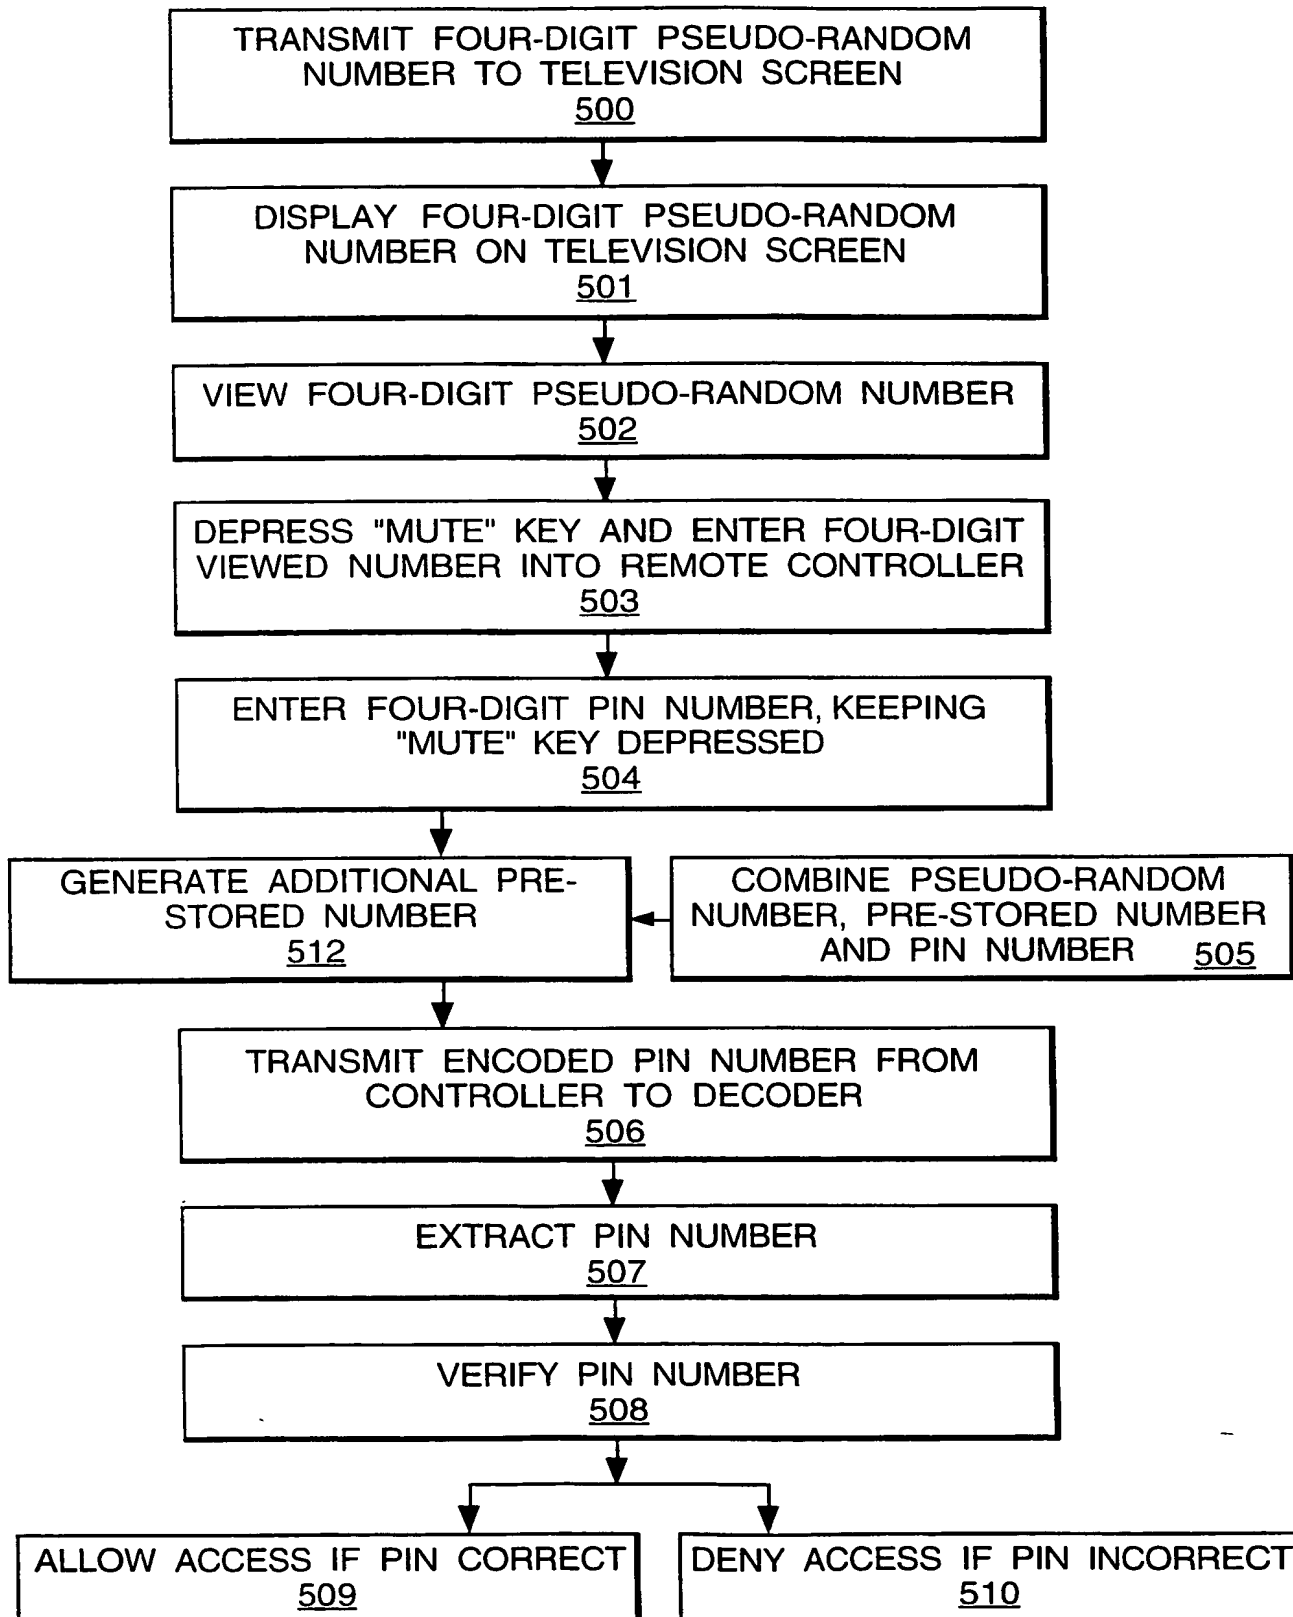 TRANSMIT FOUR-DIGIT PSEUDO-RANDOM
NUMBER TO TELEVISION SCREEN
500
DISPLAY FOUR-DIGIT PSEUDO-RANDOM
NUMBER ON TELEVISION SCREEN
501
VIEW FOUR-DIGIT PSEUDO-RANDOM NUMBER
502
DEPRESS "MUTE" KEY AND ENTER FOUR-DIGIT
VIEWED NUMBER INTO REMOTE CONTROLLER
503
ENTER FOUR-DIGIT PIN NUMBER, KEEPING
"MUTE" KEY DEPRESSED
504
GENERATE ADDITIONAL PRE-
STORED NUMBER
512
COMBINE PSEUDO-RANDOM
NUMBER, PRE-STORED NUMBER
AND PIN NUMBER 505
TRANSMIT ENCODED PIN NUMBER FROM
CONTROLLER TO DECODER
506
EXTRACT PIN NUMBER
507
VERIFY PIN NUMBER
508
ALLOW ACCESS IF PIN CORRECT
509
DENY ACCESS IF PIN INCORRECT
510